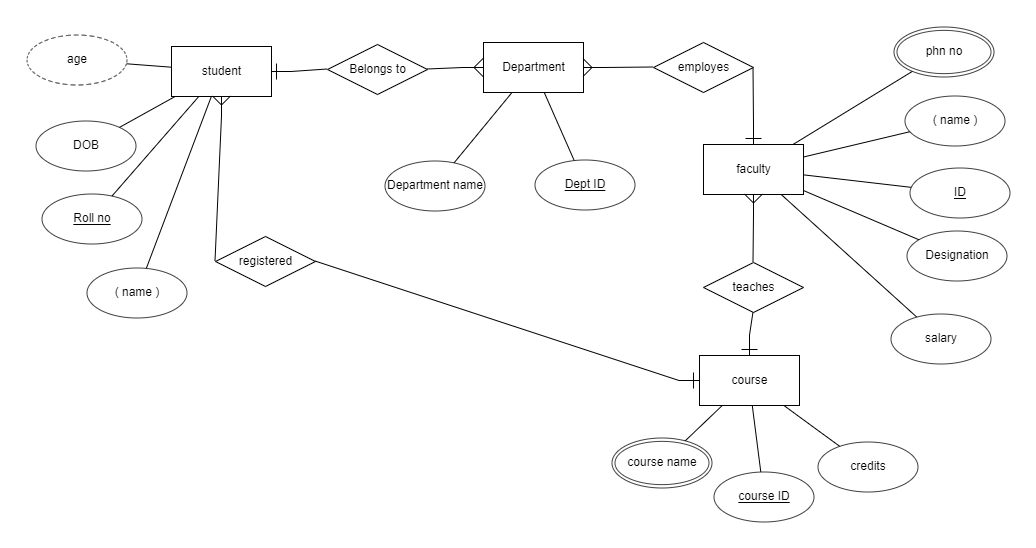 phn no
age
student
Belongs to
Department
employes
( name )
DOB
faculty
Department name
Dept ID
ID
Roll no
Designation
registered
teaches
( name )
salary
course
course name
credits
course ID